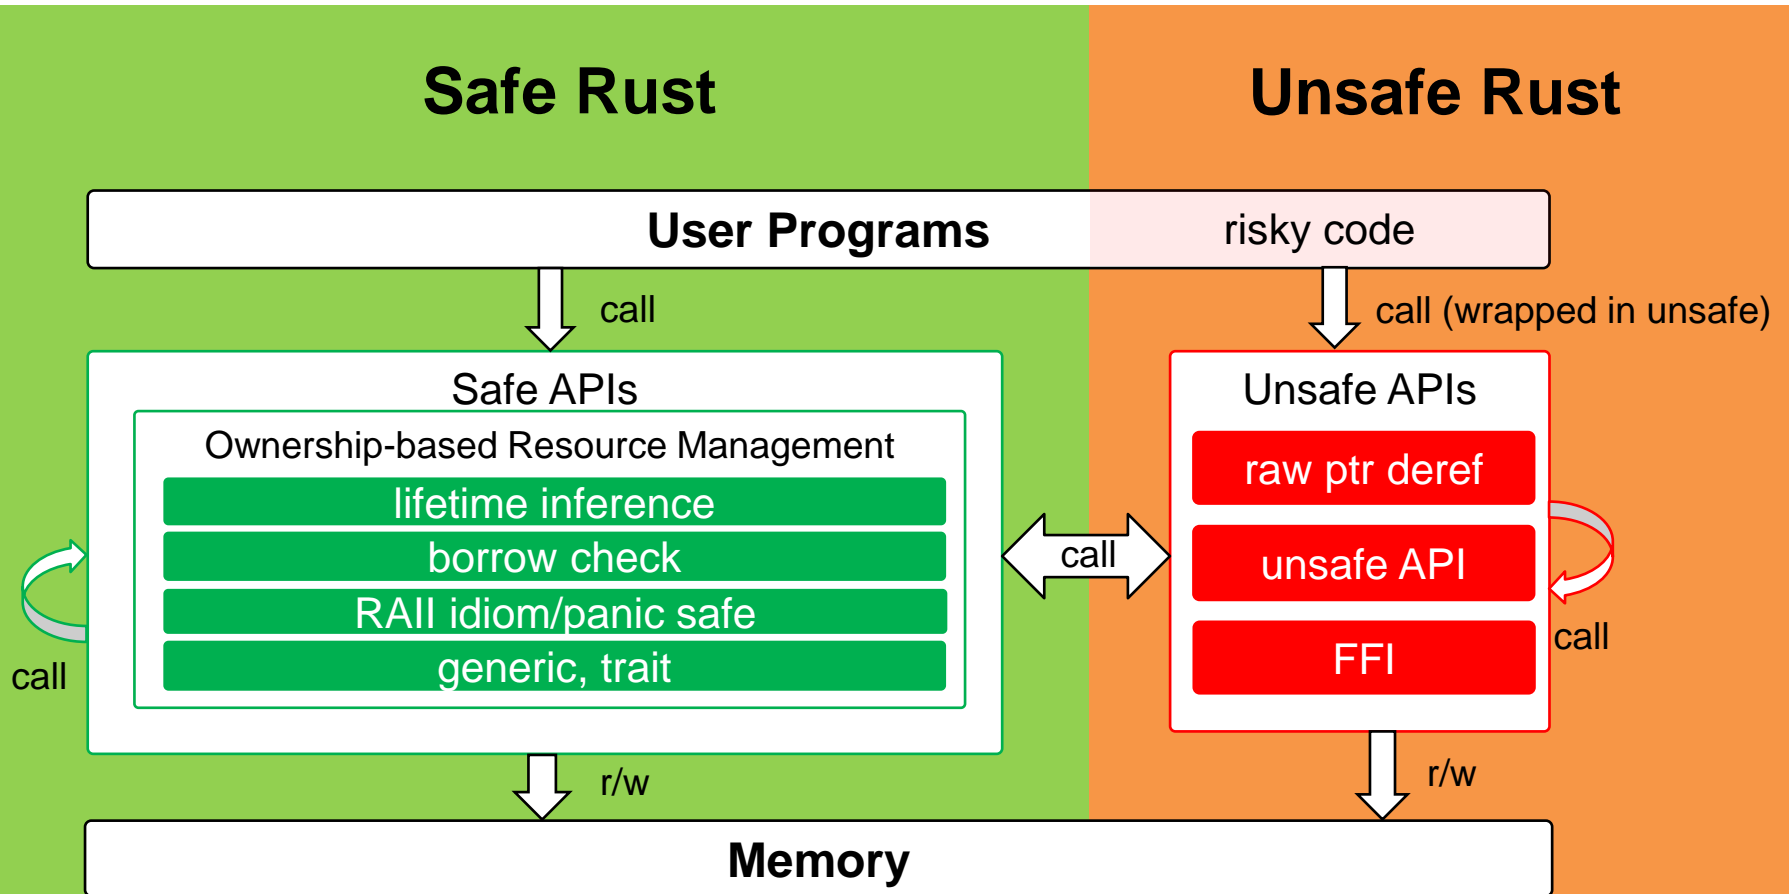 Safe Rust
Unsafe Rust
User Programs
risky code
call
call (wrapped in unsafe)
Safe APIs
Unsafe APIs
Ownership-based Resource Management
lifetime inference
borrow check
RAII idiom/panic safe
generic, trait
call
call
raw ptr deref
unsafe API
FFI
call
r/w
r/w
Memory